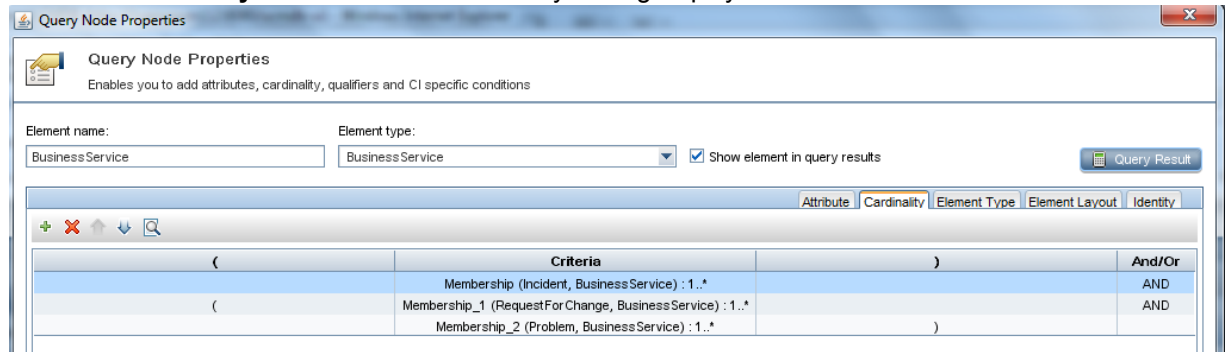 Query Node Properties
Query Node Properties
Enables you to add attributes, cardinality, qualifiers and CI specific conditions
Element name: Element type:
BusinessService BusinessService Show element in query results Query Result
Attribute Cardinality Element Type Element Layout Identity
( Criteria ) And/Or
Membership (Incident, BusinessService) : 1..* AND
( Membership_1 (RequestForChange, BusinessService) : 1..* AND
Membership_2 (Problem, BusinessService) : 1..* )